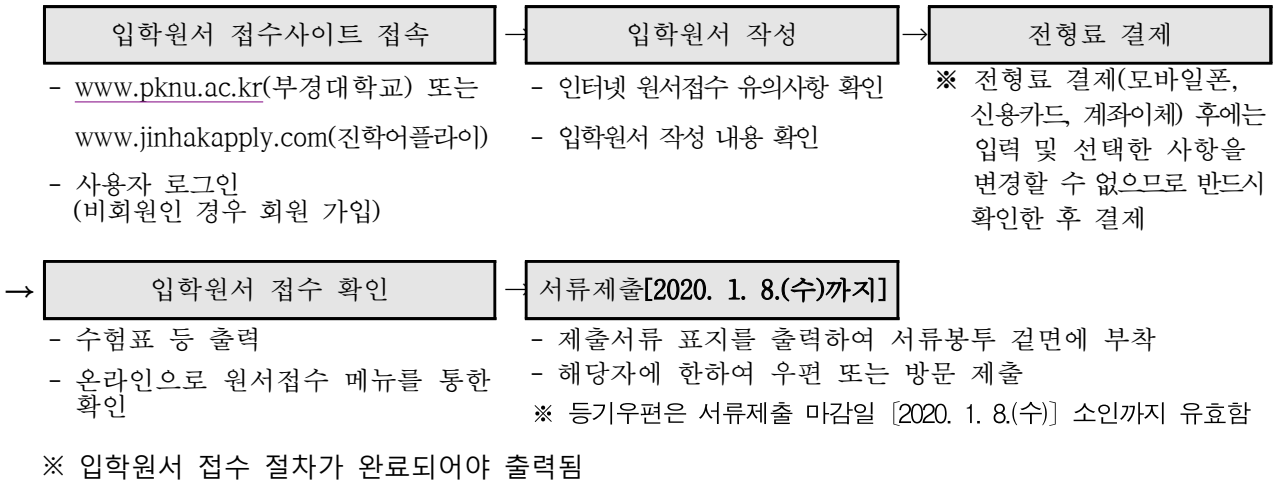 입학원서 접수사이트 접속 → 입학원서 작성 → 전형료 결제
- www.pknu.ac.kr(부경대학교) 또는
www.jinhakapply.com(진학어플라이)
- 사용자 로그인
(비회원인 경우 회원 가입)
- 인터넷 원서접수 유의사항 확인
- 입학원서 작성 내용 확인
※ 전형료 결제(모바일폰,
신용카드, 계좌이체) 후에는
입력 및 선택한 사항을
변경할 수 없으므로 반드시
확인한 후 결제
→ 입학원서 접수 확인 → 서류제출[2020. 1. 8.(수)까지]
- 수험표 등 출력
- 온라인으로 원서접수 메뉴를 통한
확인
- 제출서류 표지를 출력하여 서류봉투 겉면에 부착
- 해당자에 한하여 우편 또는 방문 제출
※ 등기우편은 서류제출 마감일 [2020. 1. 8.(수)] 소인까지 유효함
※ 입학원서 접수 절차가 완료되어야 출력됨